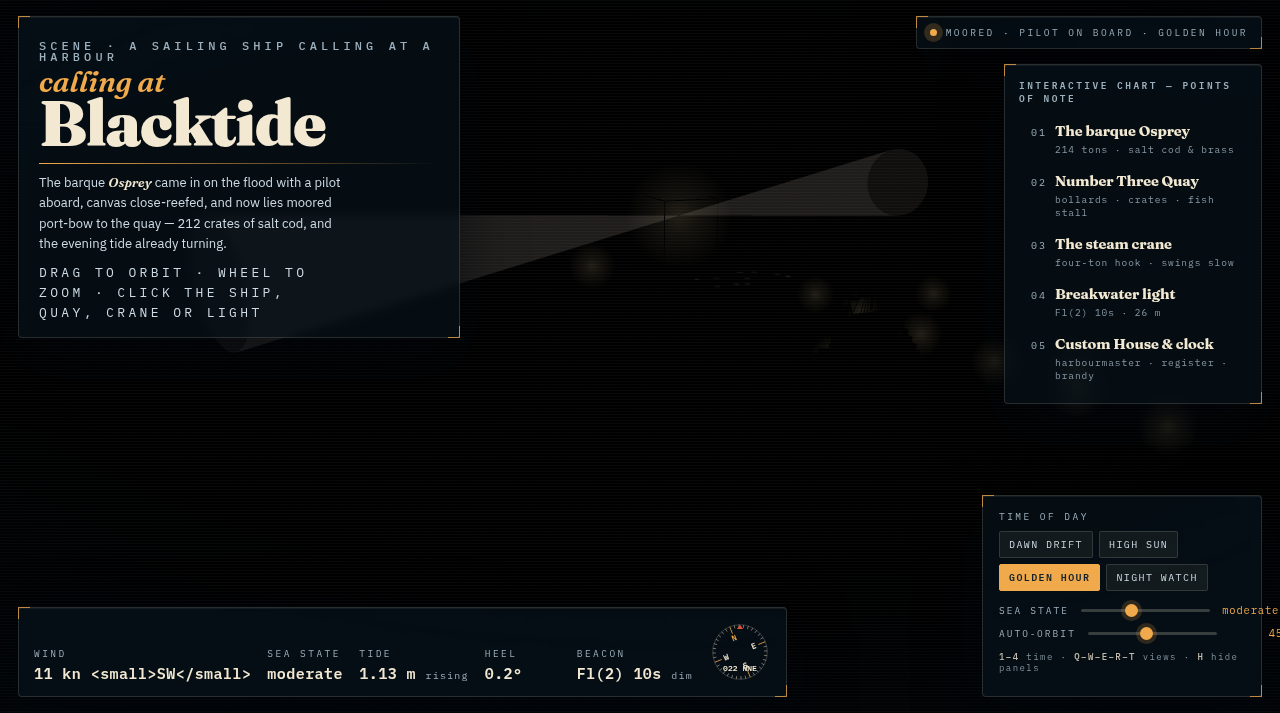 SCENE · A SAILING SHIP CALLING AT A
HARBOUR
calling at
Blacktide
The barque Osprey came in on the flood with a pilot
aboard, canvas close-reefed, and now lies moored
port-bow to the quay — 212 crates of salt cod, and
the evening tide already turning.
DRAG TO ORBIT · WHEEL TO
ZOOM · CLICK THE SHIP,
QUAY, CRANE OR LIGHT
MOORED · PILOT ON BOARD · GOLDEN HOUR
INTERACTIVE CHART — POINTS
OF NOTE
01 The barque Osprey
214 tons · salt cod & brass
02 Number Three Quay
bollards · crates · fish
stall
03 The steam crane
four-ton hook · swings slow
04 Breakwater light
Fl(2) 10s · 26 m
05 Custom House & clock
harbourmaster · register ·
brandy
TIME OF DAY
DAWN DRIFT HIGH SUN
GOLDEN HOUR NIGHT WATCH
SEA STATE moderate
AUTO-ORBIT 45
1–4 time · Q–W–E–R–T views · H hide
panels
WIND SEA STATE TIDE HEEL BEACON
11 kn <small>SW</small> moderate 1.13 m rising 0.2° Fl(2) 10s dim
N
E
W
022 NNE